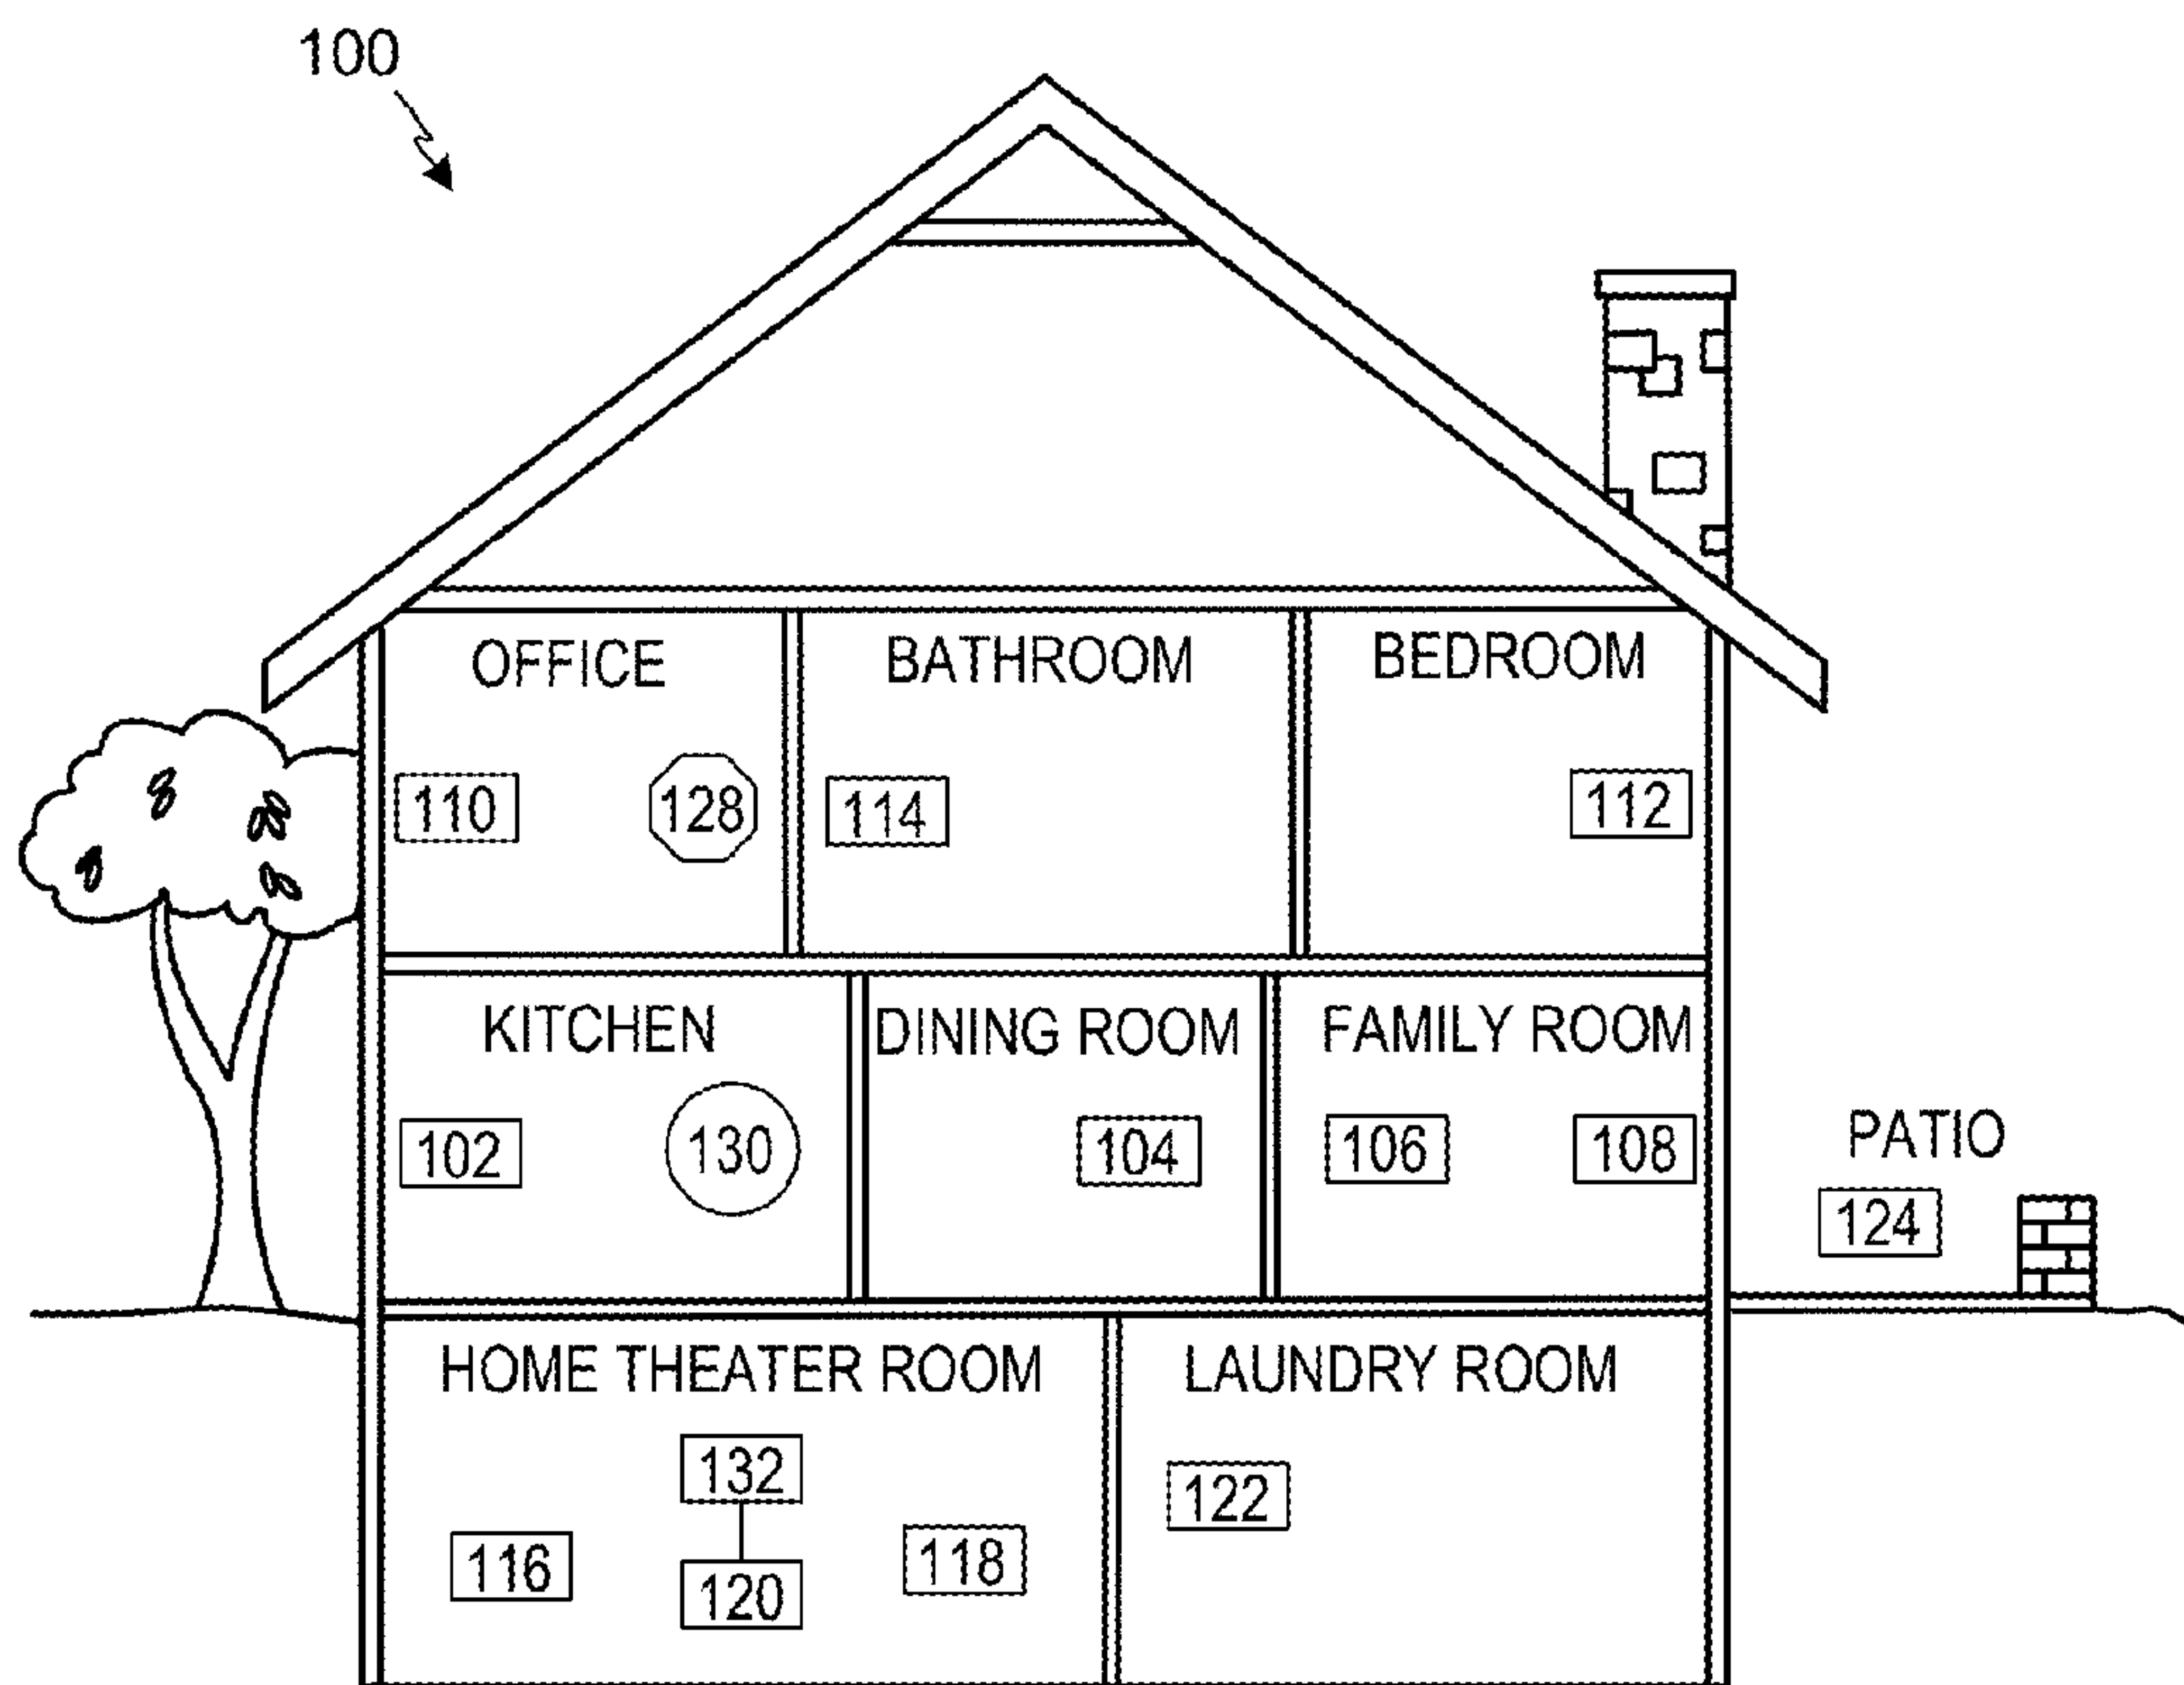 100
OFFICE
BATHROOM
BEDROOM
110
128
114
112
KITCHEN
DINING ROOM
FAMILY ROOM
102
130
104
106
108
PATIO
124
HOME THEATER ROOM
LAUNDRY ROOM
132
122
116
120
118